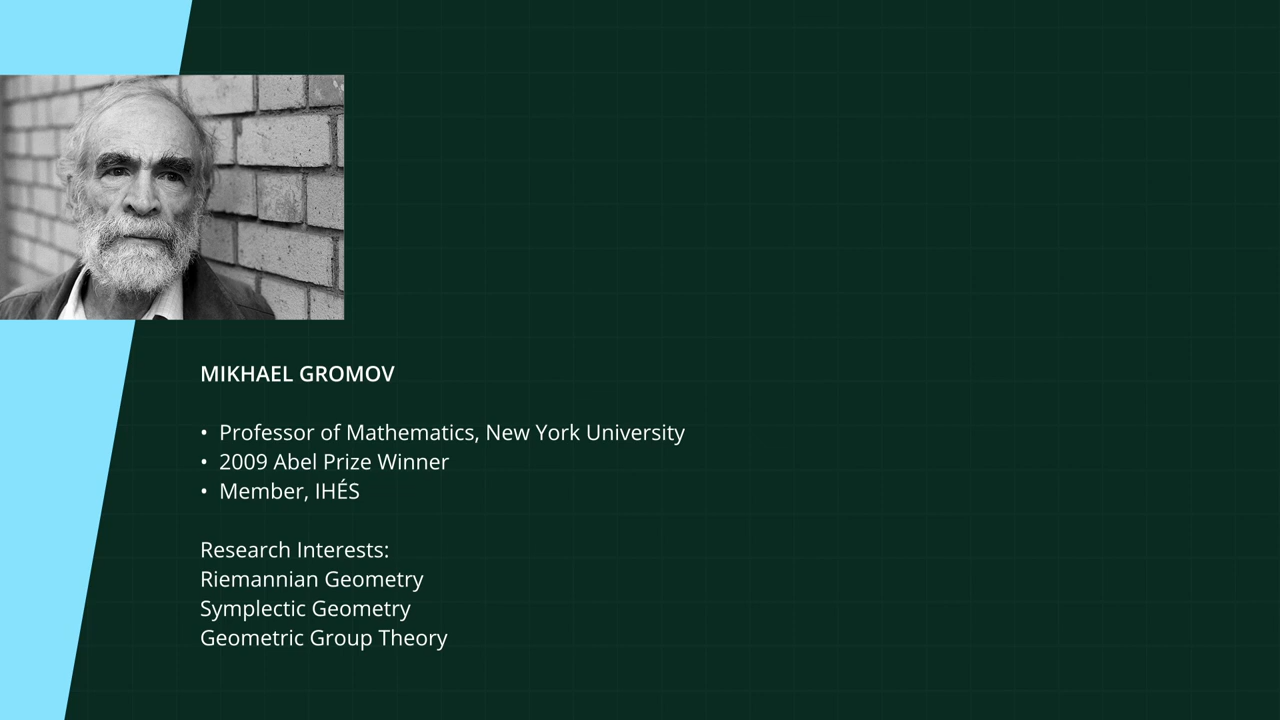 MIKHAEL GROMOV
• Professor of Mathematics, New York University
• 2009 Abel Prize Winner
• Member, IHÉS
Research Interests:
Riemannian Geometry
Symplectic Geometry
Geometric Group Theory